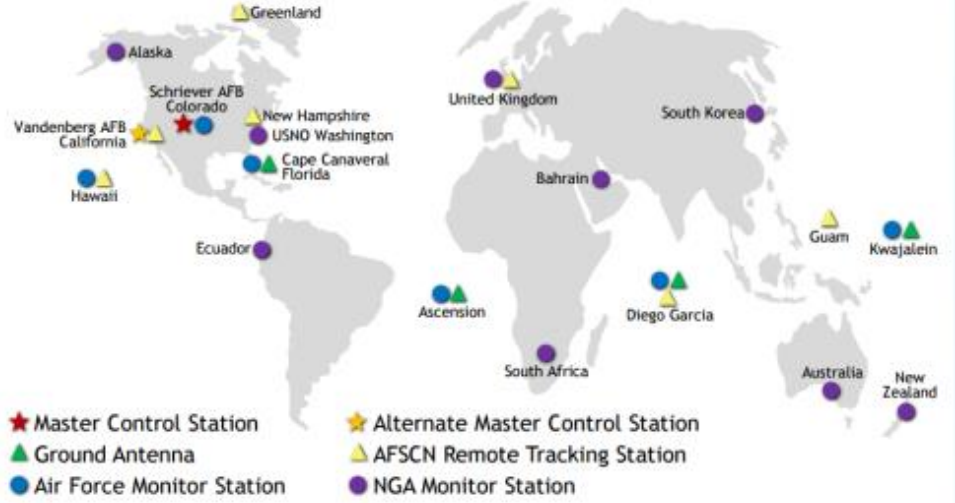 Greenland
Alaska
Schriever AFB
Colorado
New Hampshire
Vandenberg AFB
California
USNO Washington
Cape Canaveral
Florida
Hawaii
United Kingdom
South Korea
Bahrain
Guam
Kwajalein
Ecuador
Ascension
Diego Garcia
South Africa
Australia
New
Zealand
Master Control Station
Alternate Master Control Station
Ground Antenna
AFSCN Remote Tracking Station
Air Force Monitor Station
NGA Monitor Station